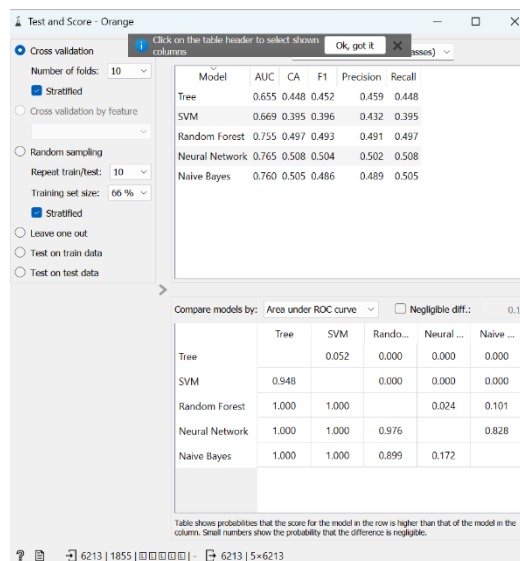 Test and Score - Orange
Click on the table header to select shown
columns
Ok, got it
Cross validation
Number of folds: 10
Stratified
Cross validation by feature
Random sampling
Repeat train/test: 10
Training set size: 66 %
Stratified
Leave one out
Test on train data
Test on test data
asses)
Model AUC CA F1 Precision Recall
Tree 0.655 0.448 0.452 0.459 0.448
SVM 0.669 0.395 0.396 0.432 0.395
Random Forest 0.755 0.497 0.493 0.491 0.497
Neural Network 0.765 0.508 0.504 0.502 0.508
Naive Bayes 0.760 0.505 0.486 0.489 0.505
Compare models by: Area under ROC curve Negligible diff.: 0.1
Tree SVM Rando... Neural ... Naive ...
Tree 0.052 0.000 0.000 0.000
SVM 0.948 0.000 0.000 0.000
Random Forest 1.000 1.000 0.024 0.101
Neural Network 1.000 1.000 0.976 0.828
Naive Bayes 1.000 1.000 0.899 0.172
Table shows probabilities that the score for the model in the row is higher than that of the model in the
column. Small numbers show the probability that the difference is negligible.
? 6213 | 1855 | - 6213 | 5×6213